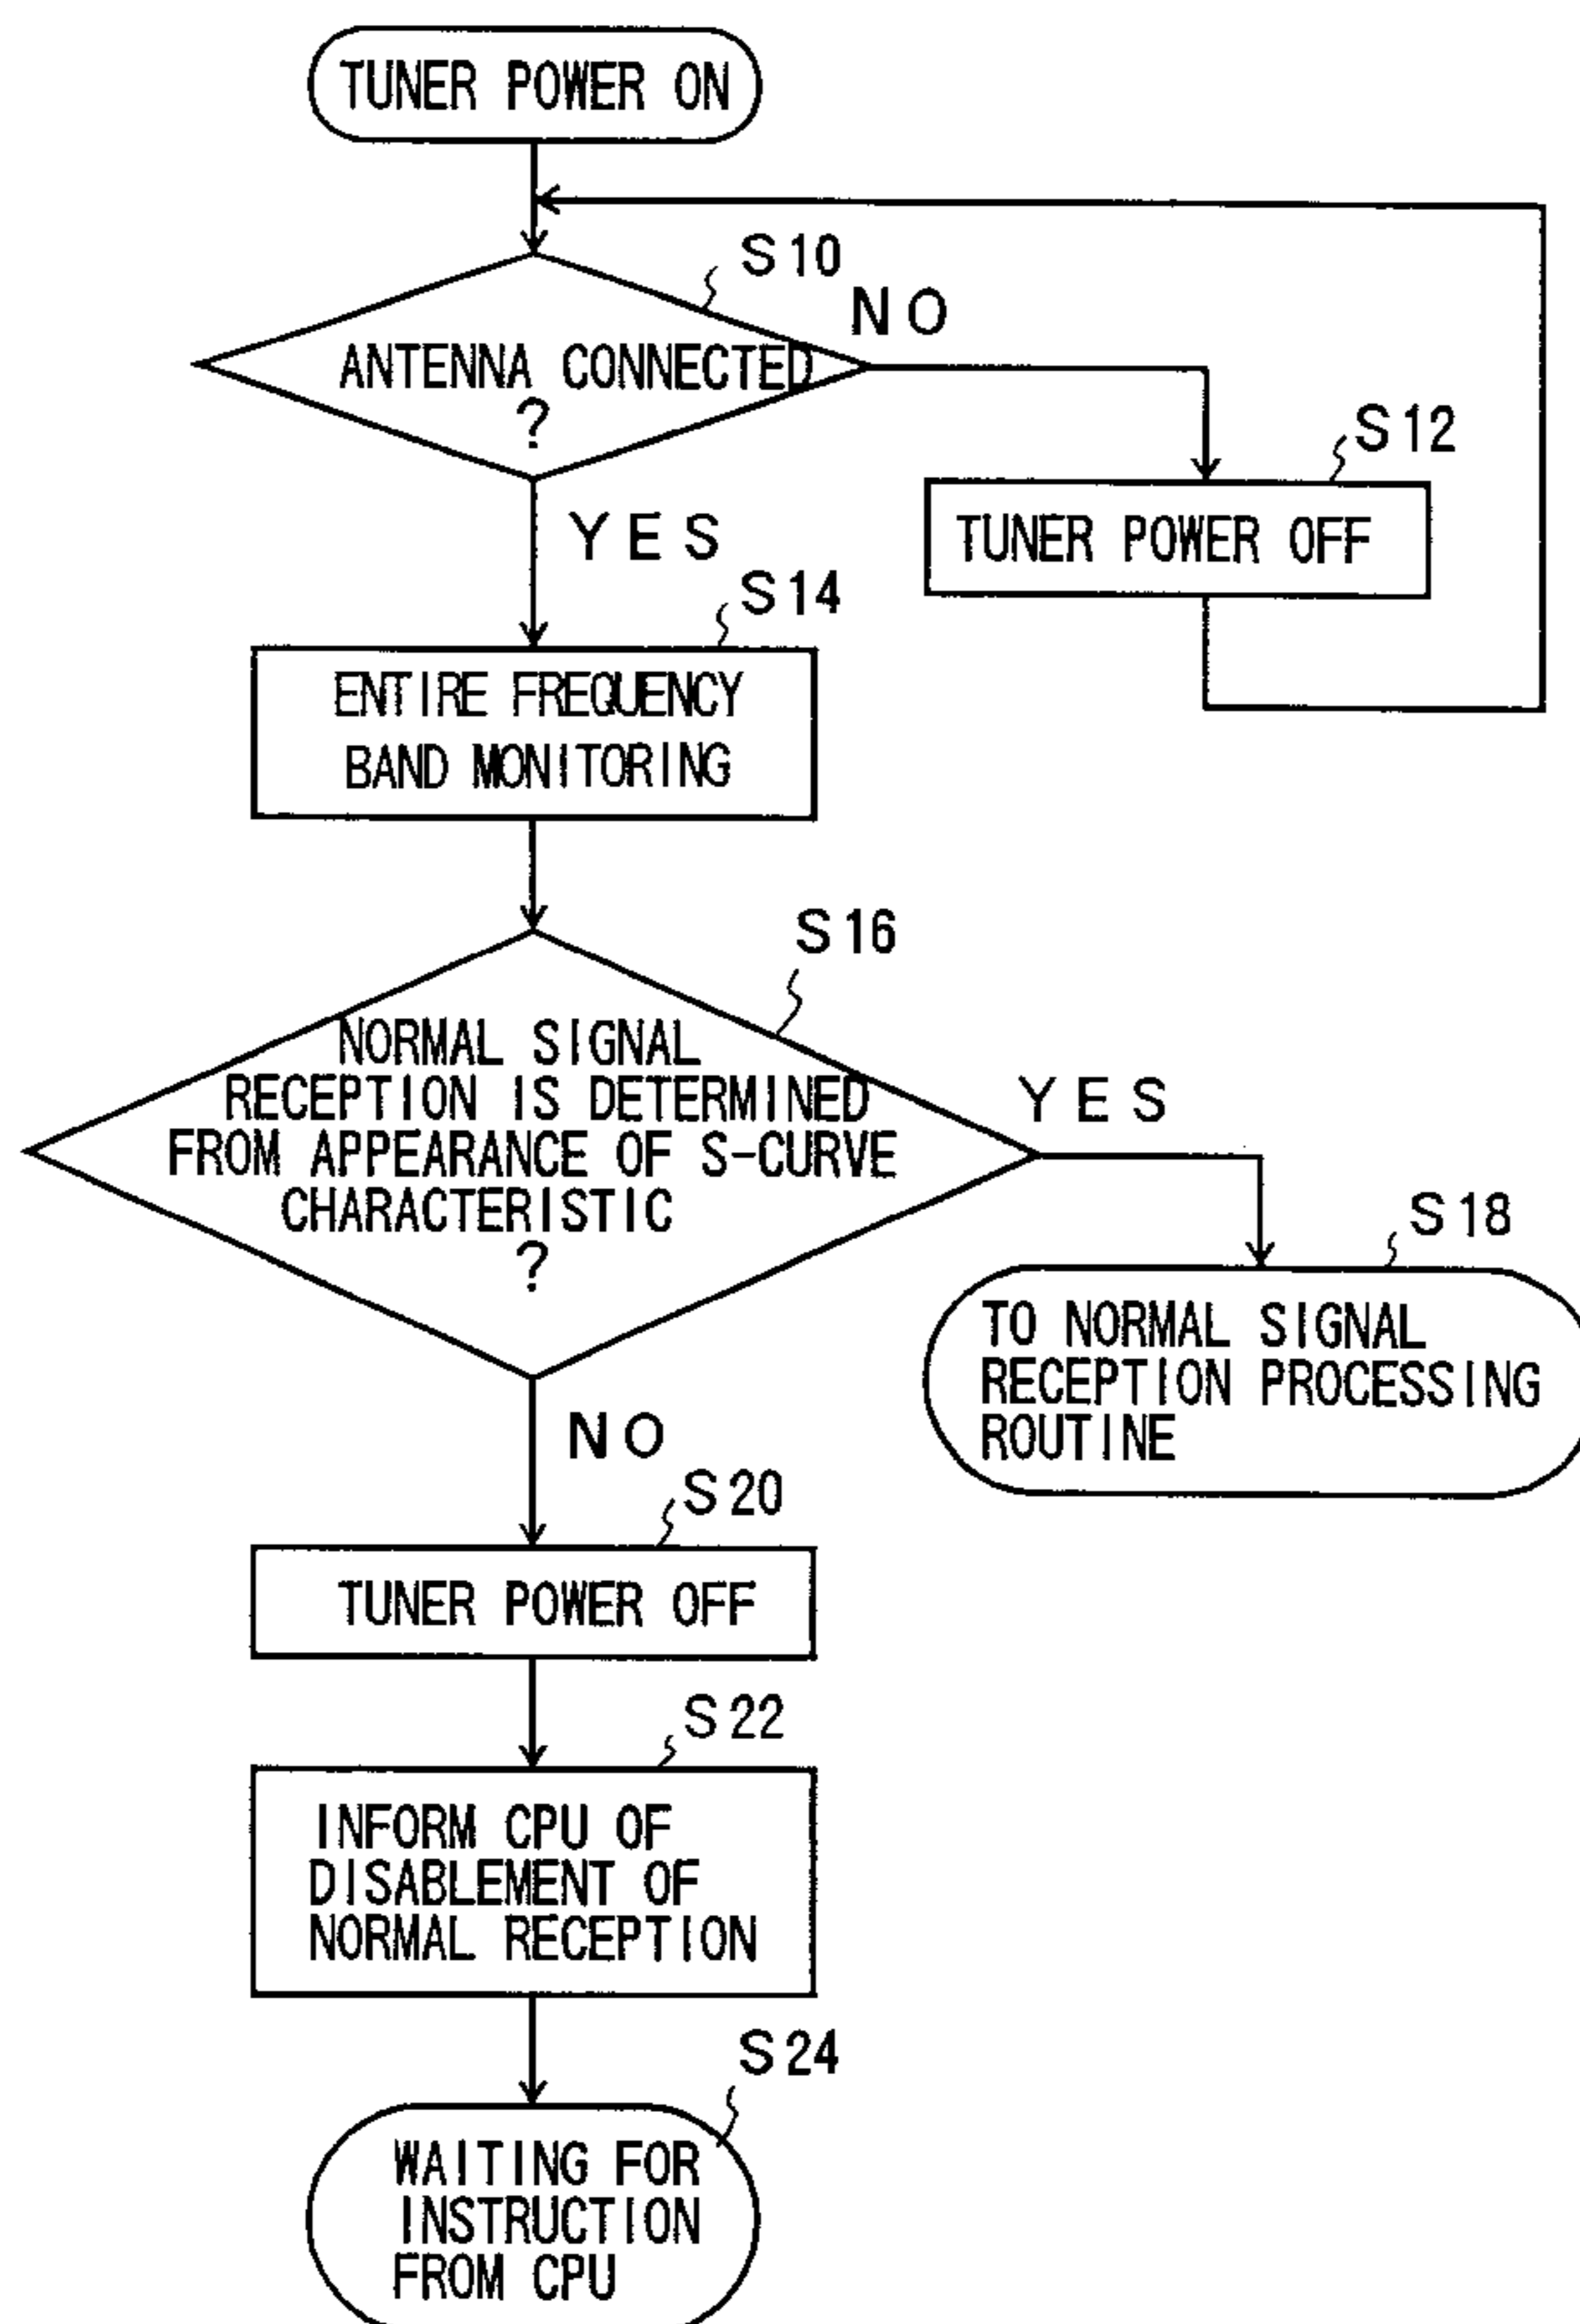 TUNER POWER ON
S10
NO
ANTENNA CONNECTED
?
S12
TUNER POWER OFF
YES
S14
ENTIRE FREQUENCY
BAND MONITORING
S16
NORMAL SIGNAL
RECEPTION IS DETERMINED
FROM APPEARANCE OF S-CURVE
CHARACTERISTIC
?
YES
S18
TO NORMAL SIGNAL
RECEPTION PROCESSING
ROUTINE
NO
S20
TUNER POWER OFF
S22
INFORM CPU OF
DISABLEMENT OF
NORMAL RECEPTION
S24
WAITING FOR
INSTRUCTION
FROM CPU